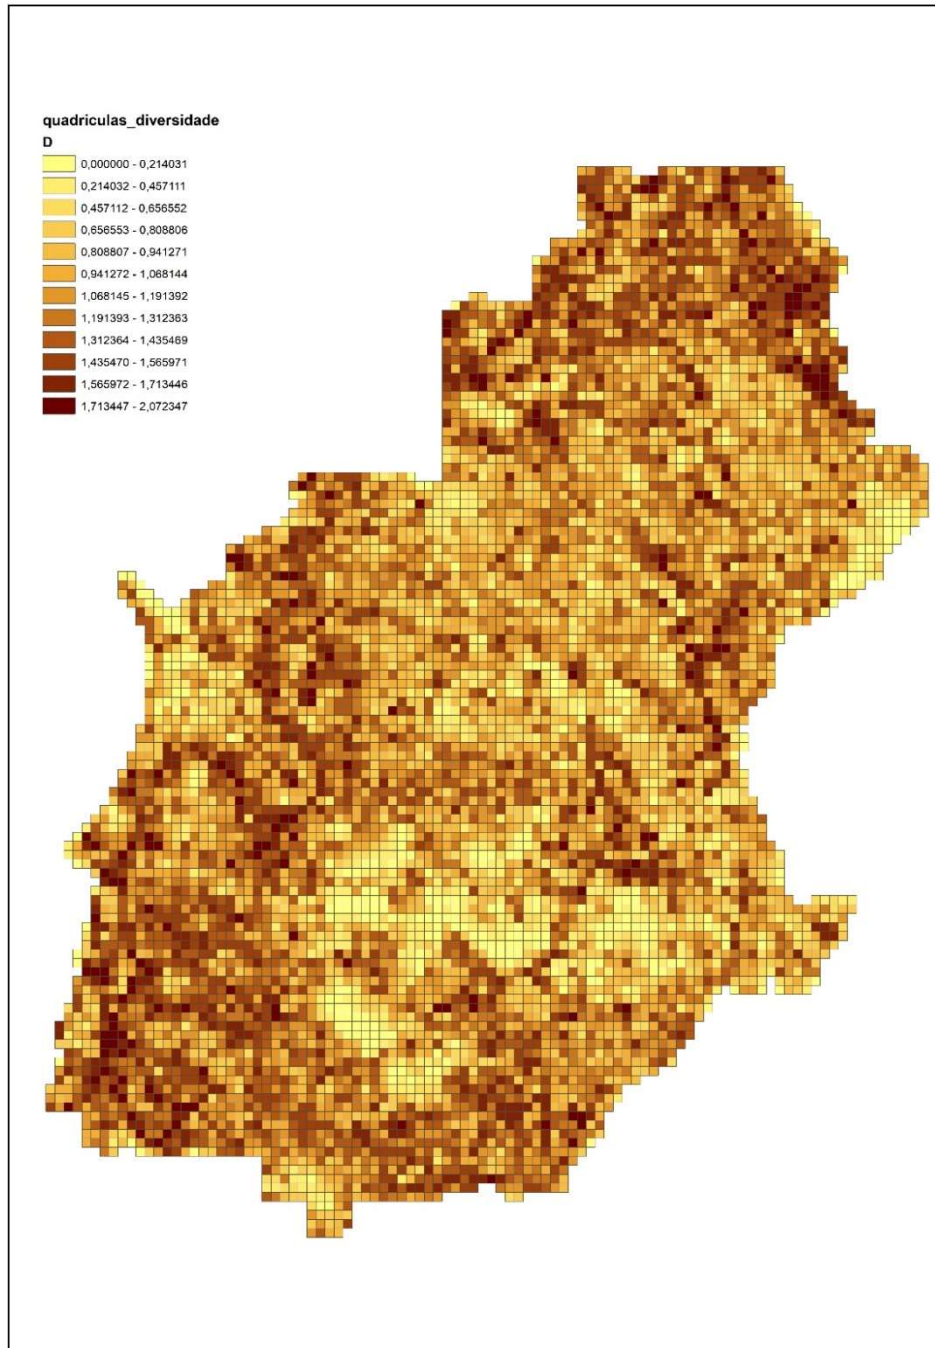 quadriculas_diversidade
D
0,000000 - 0,214031
0,214032 - 0,457111
0,457112 - 0,656552
0,656553 - 0,808806
0,808807 - 0,941271
0,941272 - 1,068144
1,068145 - 1,191392
1,191393 - 1,312363
1,312364 - 1,435469
1,435470 - 1,565971
1,565972 - 1,713446
1,713447 - 2,072347